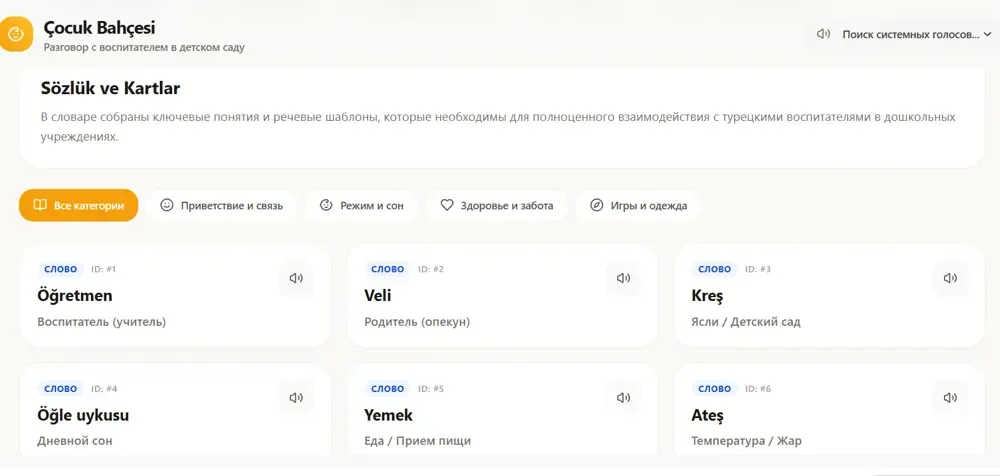 Çocuk Bahçesi
Разговор с воспитателем в детском саду
Поиск системных голосов...
Sözlük ve Kartlar
В словаре собраны ключевые понятия и речевые шаблоны, которые необходимы для полноценного взаимодействия с турецкими воспитателями в дошкольных
учреждениях.
Все категории
Приветствие и связь
Режим и сон
Здоровье и забота
Игры и одежда
СЛОВО ID: #1
Öğretmen
Воспитатель (учитель)
СЛОВО ID: #2
Veli
Родитель (опекун)
СЛОВО ID: #3
Kreş
Ясли / Детский сад
СЛОВО ID: #4
Öğle uykusu
Дневной сон
СЛОВО ID: #5
Yemek
Еда / Прием пищи
СЛОВО ID: #6
Ateş
Температура / Жар